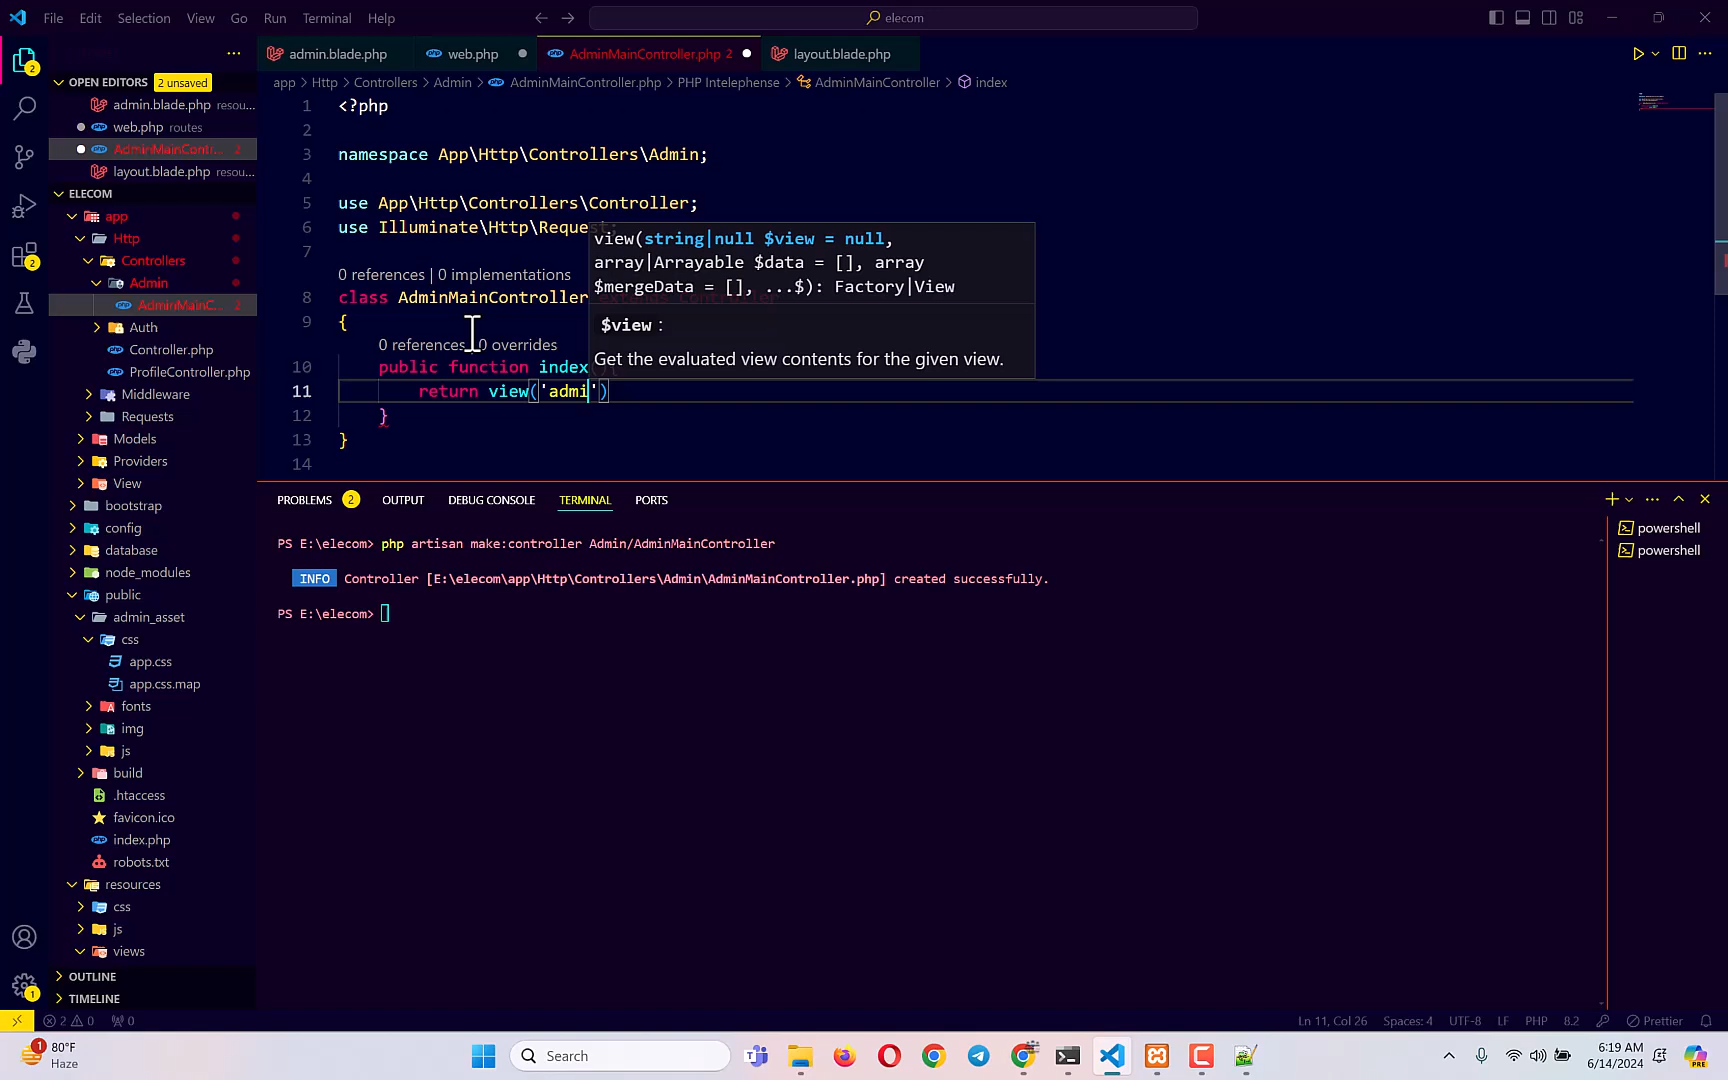 File Edit Selection View Go Run Terminal Help
elecom
admin.blade.php web.php AdminMainController.php 2 layout.blade.php
OPEN EDITORS 2 unsaved
admin.blade.php resou...
web.php routes
AdminMainContr... 2
layout.blade.php resou...
ELECOM
app
Http
Controllers
Admin
AdminMainC... 2
Auth
Controller.php
ProfileController.php
Middleware
Requests
Models
Providers
View
bootstrap
config
database
node_modules
public
admin_asset
css
app.css
app.css.map
fonts
img
js
build
.htaccess
favicon.ico
index.php
robots.txt
resources
css
js
views
OUTLINE
TIMELINE
app > Http > Controllers > Admin > AdminMainController.php > PHP Intelephense > AdminMainController > index
1 <?php
2
3 namespace App\Http\Controllers\Admin;
4
5 use App\Http\Controllers\Controller;
6 use Illuminate\Http\Request;
7
0 references | 0 implementations
8 class AdminMainController extends Controller
9 {
0 references | 0 overrides
10 public function index(){
11 return view('admi')
12 }
13 }
14
view(string|null $view = null,
array|Arrayable $data = [], array
$mergeData = [], ...$): Factory|View
$view :
Get the evaluated view contents for the given view.
PROBLEMS 2 OUTPUT DEBUG CONSOLE TERMINAL PORTS
PS E:\elecom> php artisan make:controller Admin/AdminMainController
INFO Controller [E:\elecom\app\Http\Controllers\Admin\AdminMainController.php] created successfully.
PS E:\elecom>
powershell
powershell
2 0 0
Ln 11, Col 26 Spaces: 4 UTF-8 LF PHP 8.2 Prettier
80°F
Haze
Search
6:19 AM
6/14/2024